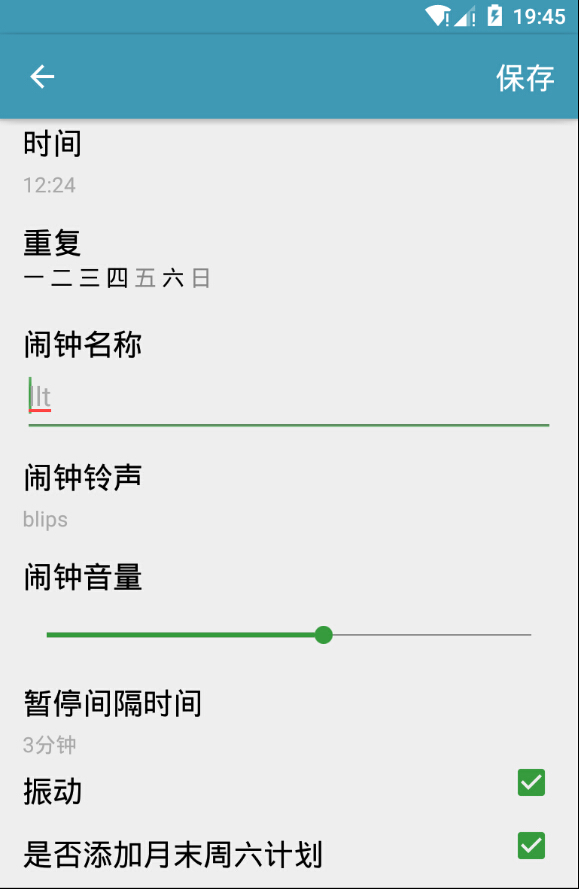 19:45
保存
时间
12:24
重复
一 二 三 四 五 六 日
闹钟名称
llt
闹钟铃声
blips
闹钟音量
暂停间隔时间
3分钟
振动
是否添加月末周六计划